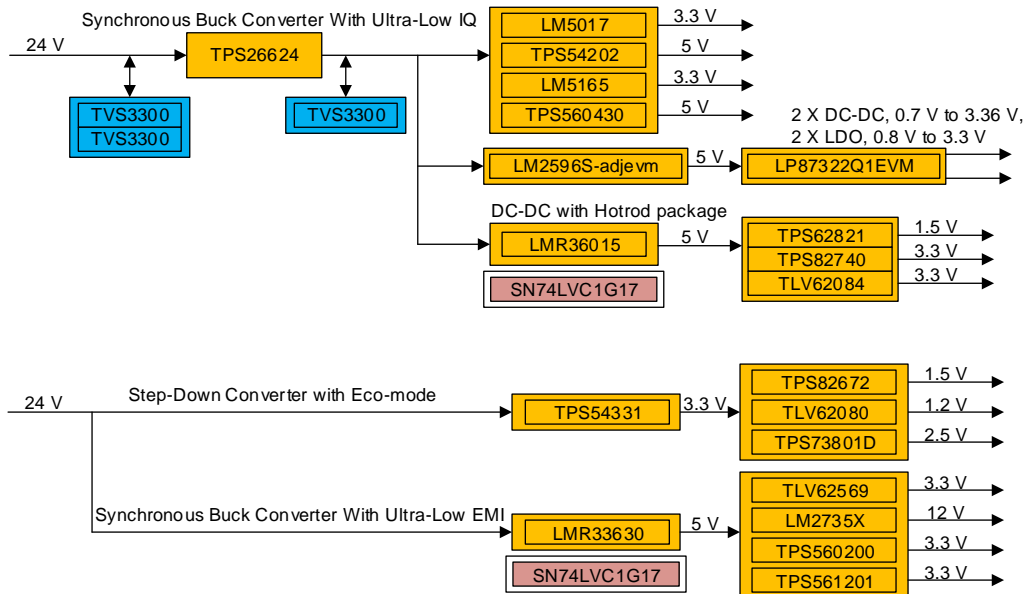 Synchronous Buck Converter With Ultra-Low IQ
24 V
TPS26624
TVS3300
TVS3300
TVS3300
LM5017
3.3 V
TPS54202
5 V
LM5165
3.3 V
TPS560430
5 V
2 X DC-DC, 0.7 V to 3.36 V,
2 X LDO, 0.8 V to 3.3 V
LM2596S-adjevm
5 V
LP87322Q1EVM
DC-DC with Hotrod package
LMR36015
5 V
SN74LVC1G17
TPS62821
1.5 V
TPS82740
3.3 V
TLV62084
3.3 V
24 V
Step-Down Converter with Eco-mode
TPS54331
3.3 V
TPS82672
1.5 V
TLV62080
1.2 V
TPS73801D
2.5 V
Synchronous Buck Converter With Ultra-Low EMI
LMR33630
5 V
SN74LVC1G17
TLV62569
3.3 V
LM2735X
12 V
TPS560200
3.3 V
TPS561201
3.3 V